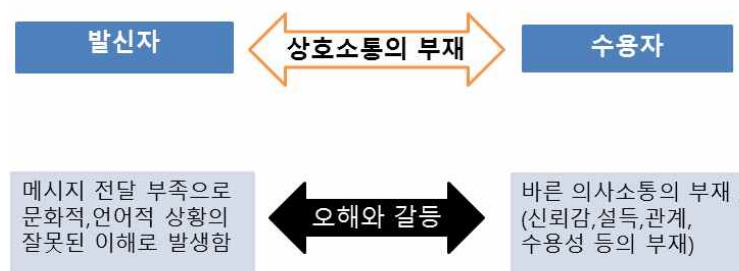 발신자
상호소통의 부재
수용자
메시지 전달 부족으로
문화적,언어적 상황의
잘못된 이해로 발생함
오해와 갈등
바른 의사소통의 부재
(신뢰감,설득,관계,
수용성 등의 부재)